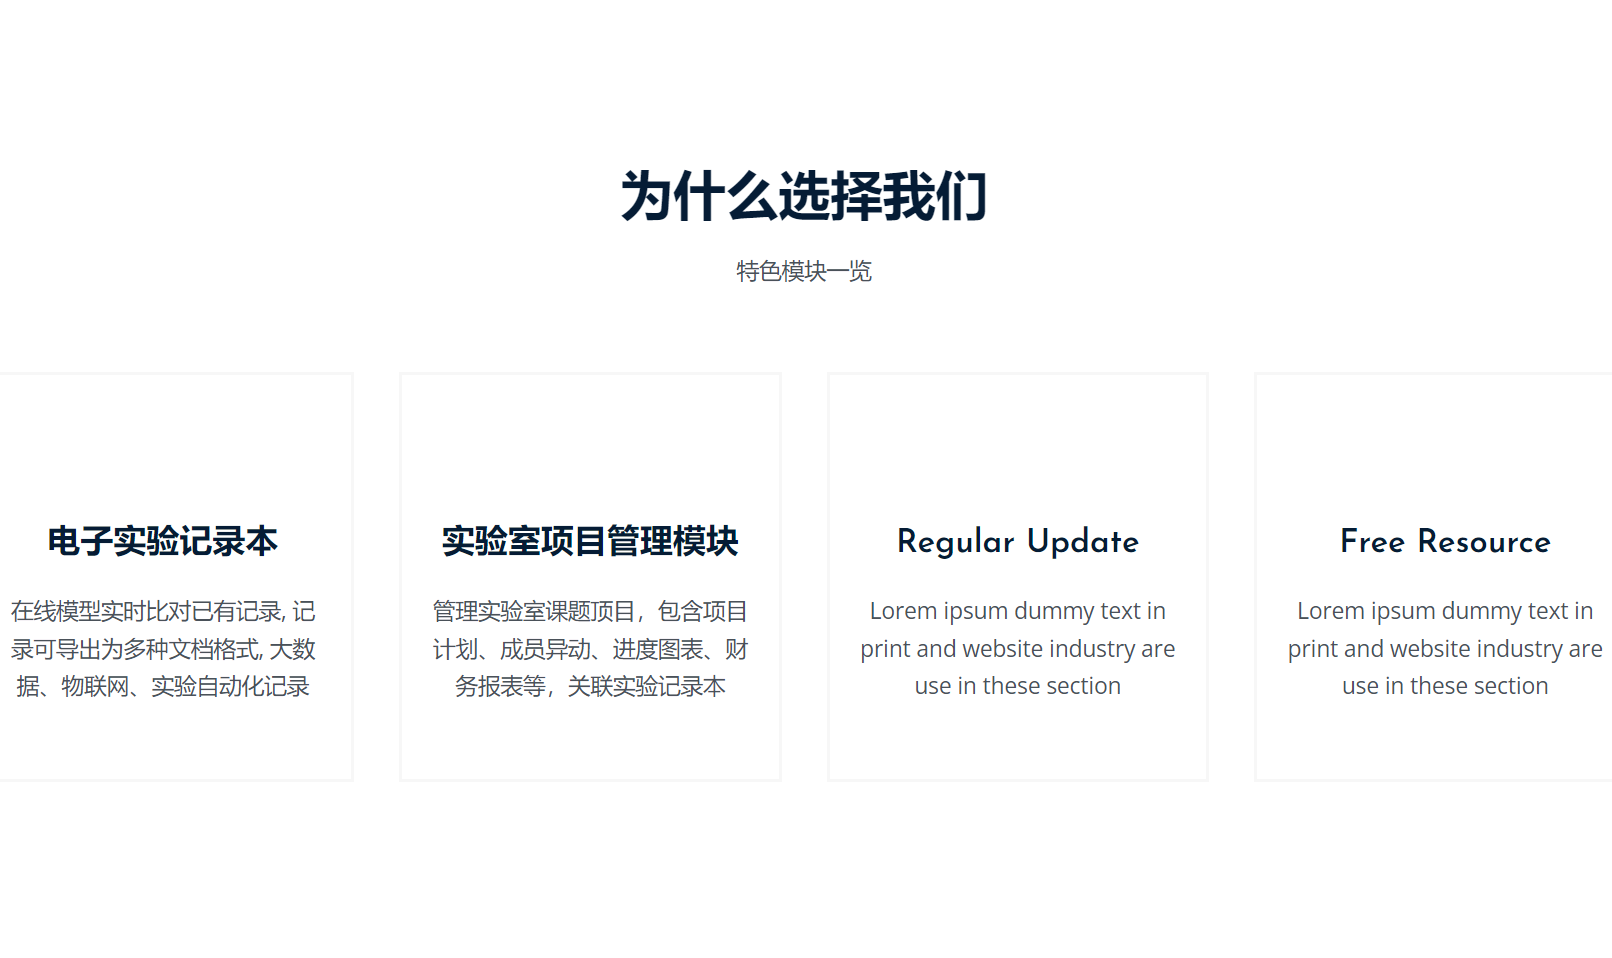 为什么选择我们
特色模块一览
电子实验记录本
在线模型实时比对已有记录, 记
录可导出为多种文档格式, 大数
据、物联网、实验自动化记录
实验室项目管理模块
管理实验室课题顶目，包含项目
计划、成员异动、进度图表、财
务报表等，关联实验记录本
Regular Update
Lorem ipsum dummy text in
print and website industry are
use in these section
Free Resource
Lorem ipsum dummy text in
print and website industry are
use in these section